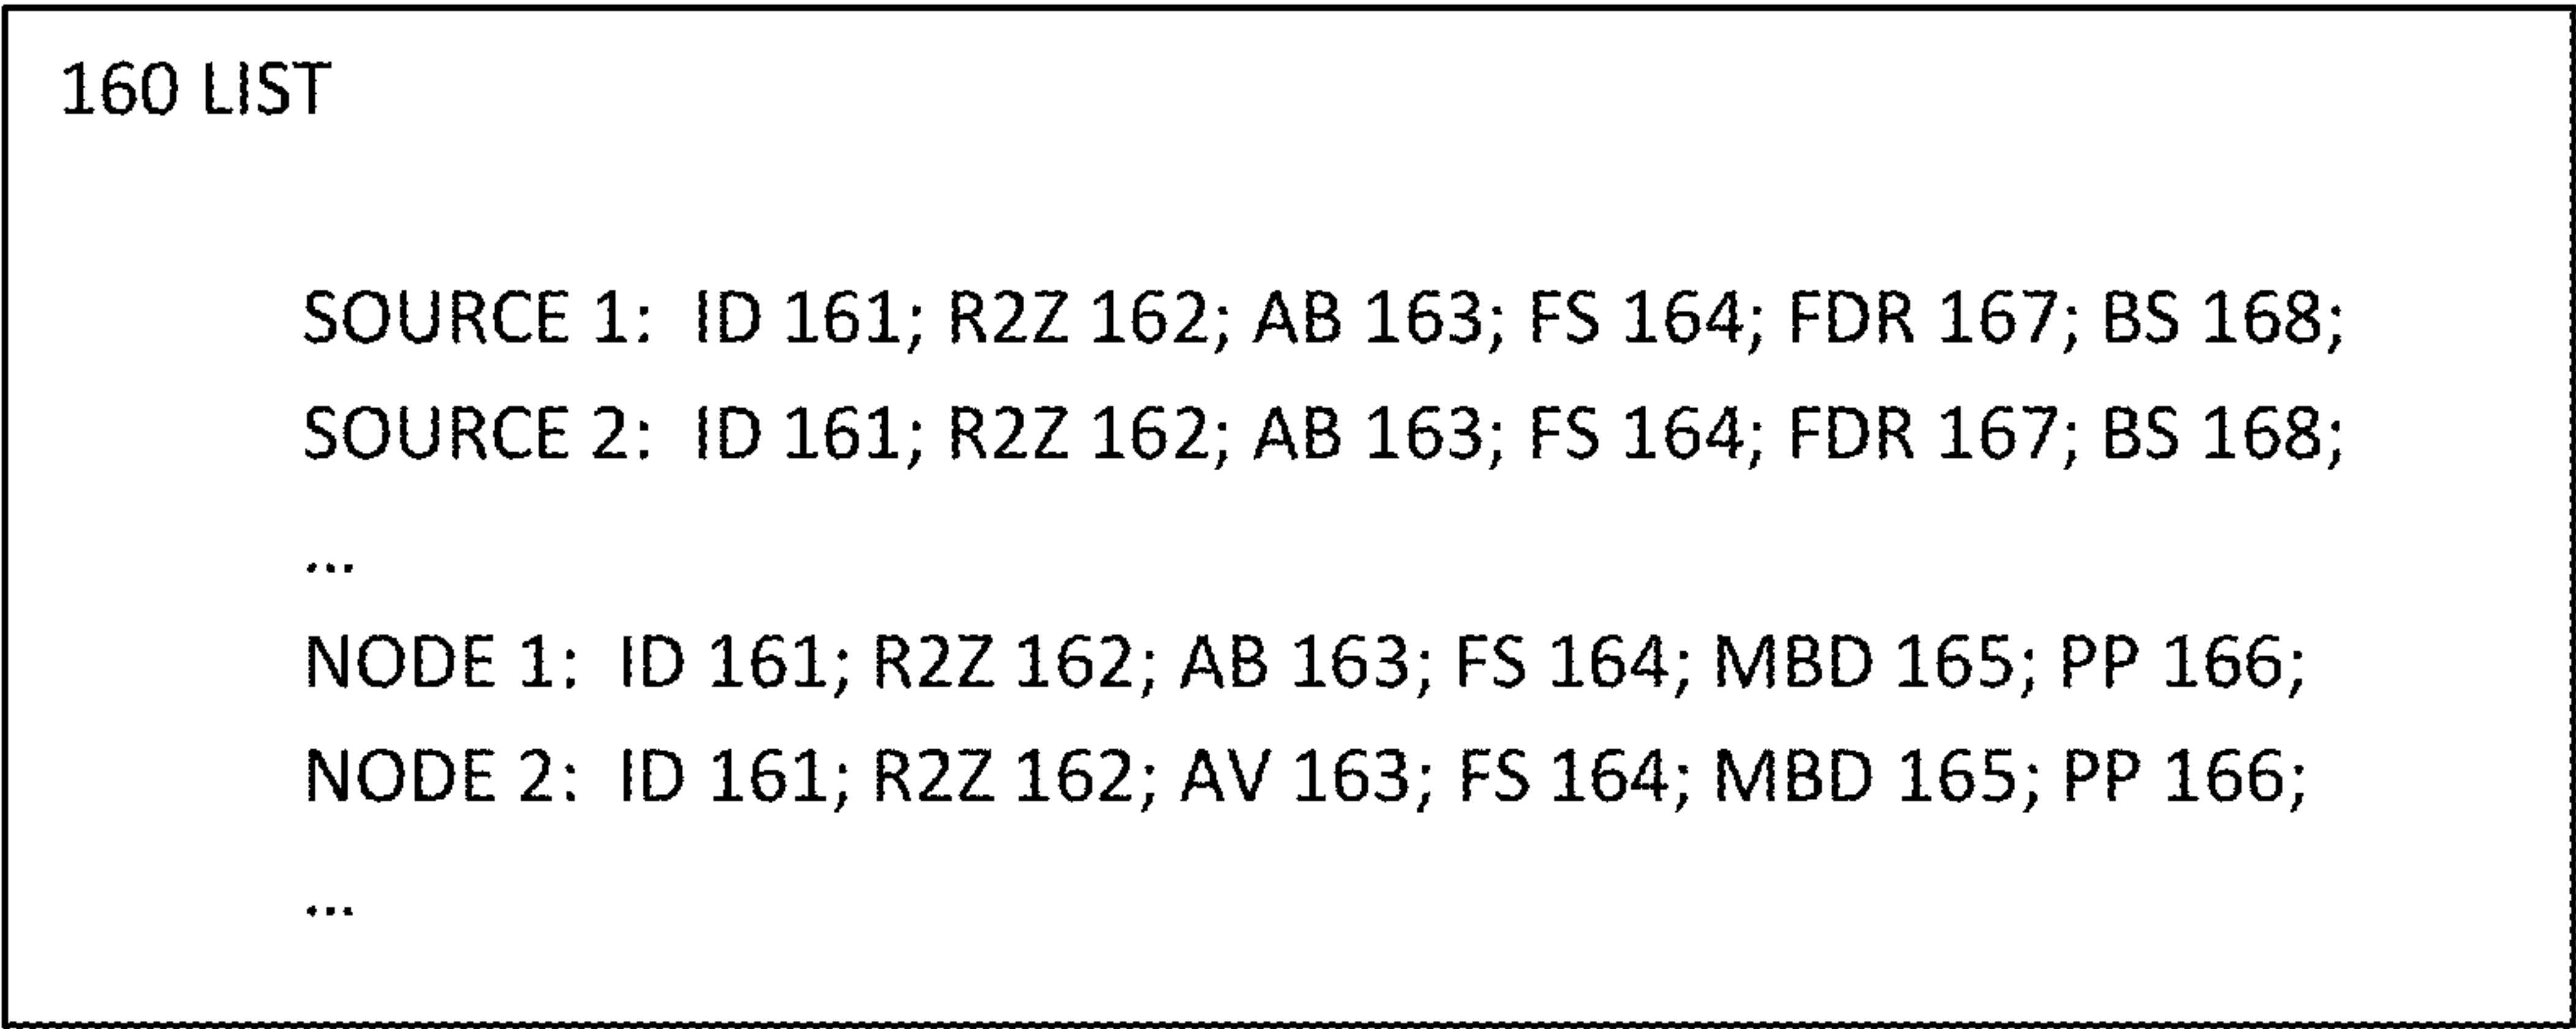 160 LIST
SOURCE 1: ID 161; R2Z 162; AB 163; FS 164; FDR 167; BS 168;
SOURCE 2: ID 161; R2Z 162; AB 163; FS 164; FDR 167; BS 168;
...
NODE 1: ID 161; R2Z 162; AB 163; FS 164; MBD 165; PP 166;
NODE 2: ID 161; R2Z 162; AV 163; FS 164; MBD 165; PP 166;
...